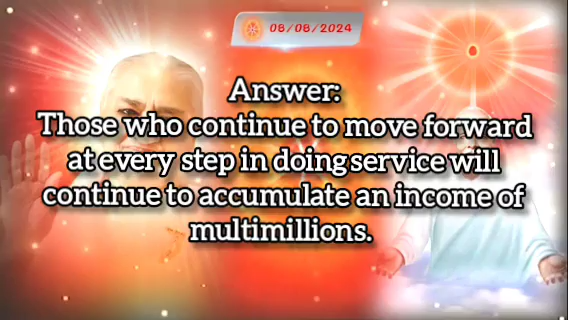 08/08/2024
Answer:
Those who continue to move forward
at every step in doing service will
continue to accumulate an income of
multimillions.